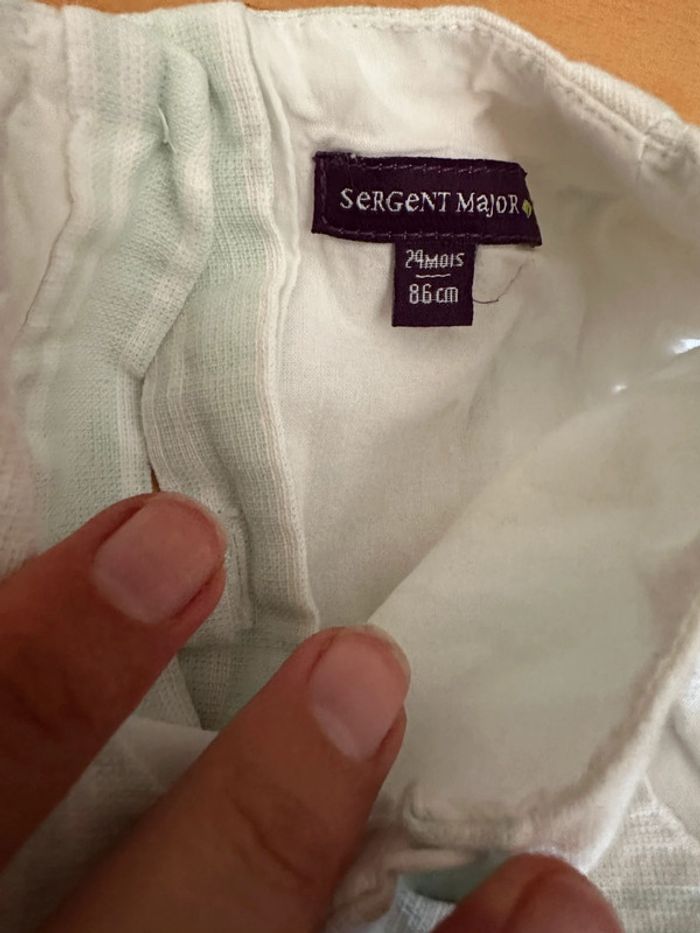 SeRGeNT MajoR
24MOIS
86cm